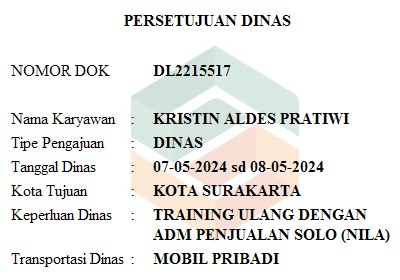 PERSETUJUAN DINAS
NOMOR DOK DL2215517
Nama Karyawan : KRISTIN ALDES PRATIWI
Tipe Pengajuan : DINAS
Tanggal Dinas : 07-05-2024 sd 08-05-2024
Kota Tujuan : KOTA SURAKARTA
Keperluan Dinas : TRAINING ULANG DENGAN
ADM PENJUALAN SOLO (NILA)
Transportasi Dinas : MOBIL PRIBADI